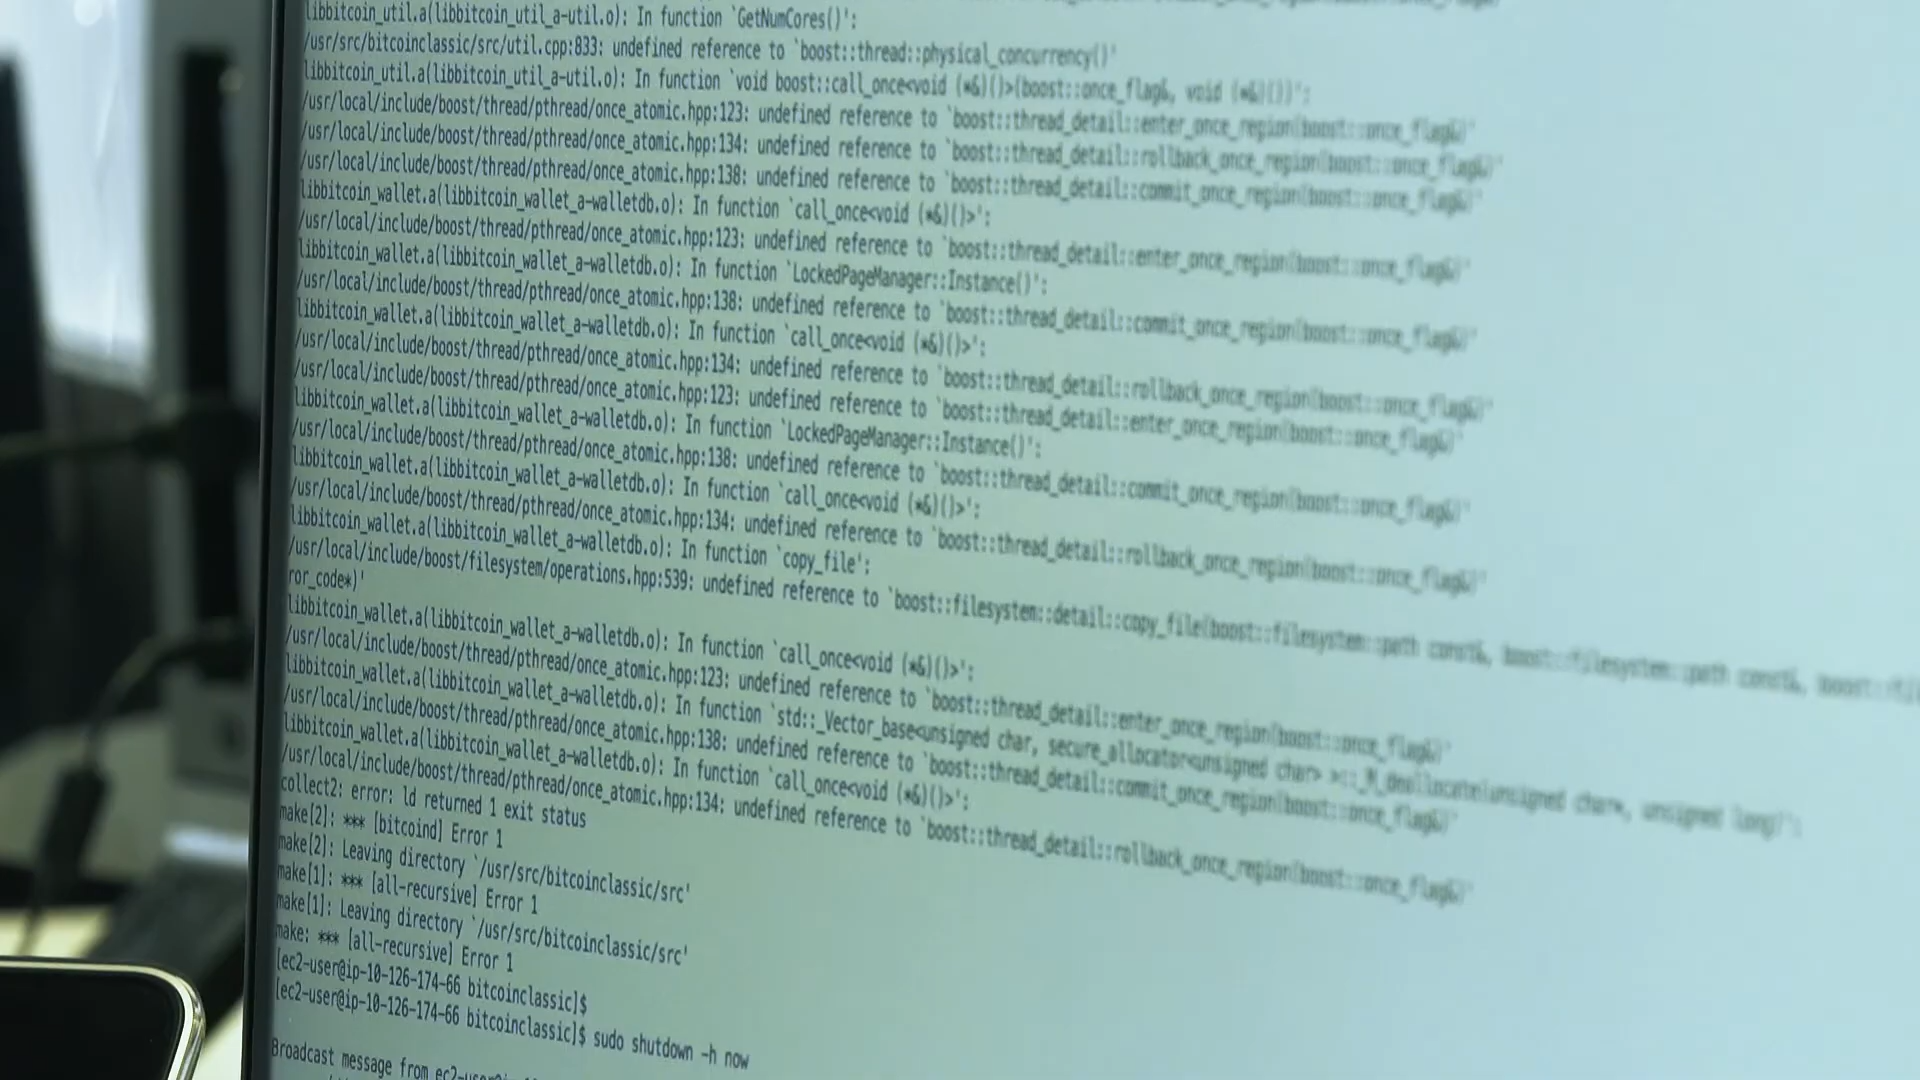 libbitcoin_util.a(libbitcoin_util_a-util.o): In function `GetNumCores()':
/usr/src/bitcoinclassic/src/util.cpp:833: undefined reference to `boost::thread::physical_concurrency()'
libbitcoin_util.a(libbitcoin_util_a-util.o): In function `void boost::call_once<void (*&)()>(boost::once_flag&, void (*&)())':
/usr/local/include/boost/thread/pthread/once_atomic.hpp:123: undefined reference to `boost::thread_detail::enter_once_region(boost::once_flag&)'
/usr/local/include/boost/thread/pthread/once_atomic.hpp:134: undefined reference to `boost::thread_detail::rollback_once_region(boost::once_flag&)'
/usr/local/include/boost/thread/pthread/once_atomic.hpp:138: undefined reference to `boost::thread_detail::commit_once_region(boost::once_flag&)'
libbitcoin_wallet.a(libbitcoin_wallet_a-walletdb.o): In function `call_once<void (*&)()>':
/usr/local/include/boost/thread/pthread/once_atomic.hpp:123: undefined reference to `boost::thread_detail::enter_once_region(boost::once_flag&)'
libbitcoin_wallet.a(libbitcoin_wallet_a-walletdb.o): In function `LockedPageManager::Instance()':
/usr/local/include/boost/thread/pthread/once_atomic.hpp:138: undefined reference to `boost::thread_detail::commit_once_region(boost::once_flag&)'
libbitcoin_wallet.a(libbitcoin_wallet_a-walletdb.o): In function `call_once<void (*&)()>':
/usr/local/include/boost/thread/pthread/once_atomic.hpp:134: undefined reference to `boost::thread_detail::rollback_once_region(boost::once_flag&)'
/usr/local/include/boost/thread/pthread/once_atomic.hpp:123: undefined reference to `boost::thread_detail::enter_once_region(boost::once_flag&)'
libbitcoin_wallet.a(libbitcoin_wallet_a-walletdb.o): In function `LockedPageManager::Instance()':
/usr/local/include/boost/thread/pthread/once_atomic.hpp:138: undefined reference to `boost::thread_detail::commit_once_region(boost::once_flag&)'
libbitcoin_wallet.a(libbitcoin_wallet_a-walletdb.o): In function `call_once<void (*&)()>':
/usr/local/include/boost/thread/pthread/once_atomic.hpp:134: undefined reference to `boost::thread_detail::rollback_once_region(boost::once_flag&)'
libbitcoin_wallet.a(libbitcoin_wallet_a-walletdb.o): In function `copy_file':
/usr/local/include/boost/filesystem/operations.hpp:539: undefined reference to `boost::filesystem::detail::copy_file(boost::filesystem::path const&, boost::filesystem::path const&,
ror_code*)'
libbitcoin_wallet.a(libbitcoin_wallet_a-walletdb.o): In function `call_once<void (*&)()>':
/usr/local/include/boost/thread/pthread/once_atomic.hpp:123: undefined reference to `boost::thread_detail::enter_once_region(boost::once_flag&)'
libbitcoin_wallet.a(libbitcoin_wallet_a-walletdb.o): In function `std::_Vector_base<unsigned char, secure_allocator<unsigned char> >::_M_deallocate(unsigned char*, unsigned long)':
/usr/local/include/boost/thread/pthread/once_atomic.hpp:138: undefined reference to `boost::thread_detail::commit_once_region(boost::once_flag&)'
libbitcoin_wallet.a(libbitcoin_wallet_a-walletdb.o): In function `call_once<void (*&)()>':
/usr/local/include/boost/thread/pthread/once_atomic.hpp:134: undefined reference to `boost::thread_detail::rollback_once_region(boost::once_flag&)'
collect2: error: ld returned 1 exit status
make[2]: *** [bitcoind] Error 1
make[2]: Leaving directory `/usr/src/bitcoinclassic/src'
make[1]: *** [all-recursive] Error 1
make[1]: Leaving directory `/usr/src/bitcoinclassic/src'
make: *** [all-recursive] Error 1
[ec2-user@ip-10-126-174-66 bitcoinclassic]$
[ec2-user@ip-10-126-174-66 bitcoinclassic]$ sudo shutdown -h now
Broadcast message from